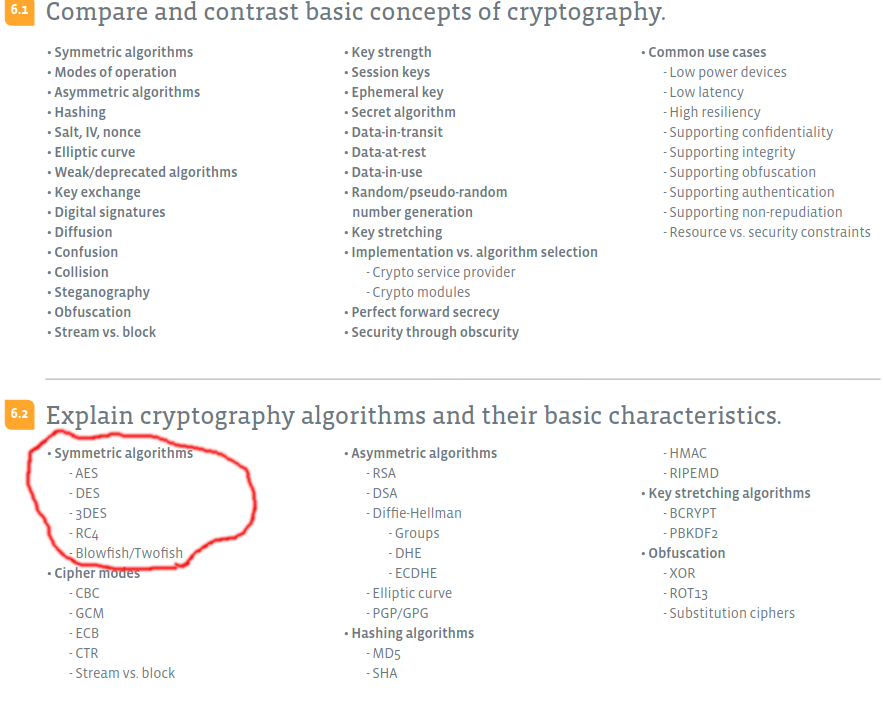 6.1 Compare and contrast basic concepts of cryptography.
• Symmetric algorithms
• Modes of operation
• Asymmetric algorithms
• Hashing
• Salt, IV, nonce
• Elliptic curve
• Weak/deprecated algorithms
• Key exchange
• Digital signatures
• Diffusion
• Confusion
• Collision
• Steganography
• Obfuscation
• Stream vs. block
• Key strength
• Session keys
• Ephemeral key
• Secret algorithm
• Data-in-transit
• Data-at-rest
• Data-in-use
• Random/pseudo-random
number generation
• Key stretching
• Implementation vs. algorithm selection
- Crypto service provider
- Crypto modules
• Perfect forward secrecy
• Security through obscurity
• Common use cases
- Low power devices
- Low latency
- High resiliency
- Supporting confidentiality
- Supporting integrity
- Supporting obfuscation
- Supporting authentication
- Supporting non-repudiation
- Resource vs. security constraints
6.2 Explain cryptography algorithms and their basic characteristics.
• Symmetric algorithms
- AES
- DES
- 3DES
- RC4
- Blowfish/Twofish
• Cipher modes
- CBC
- GCM
- ECB
- CTR
- Stream vs. block
• Asymmetric algorithms
- RSA
- DSA
- Diffie-Hellman
- Groups
- DHE
- ECDHE
- Elliptic curve
- PGP/GPG
• Hashing algorithms
- MD5
- SHA
- HMAC
- RIPEMD
• Key stretching algorithms
- BCRYPT
- PBKDF2
• Obfuscation
- XOR
- ROT13
- Substitution ciphers